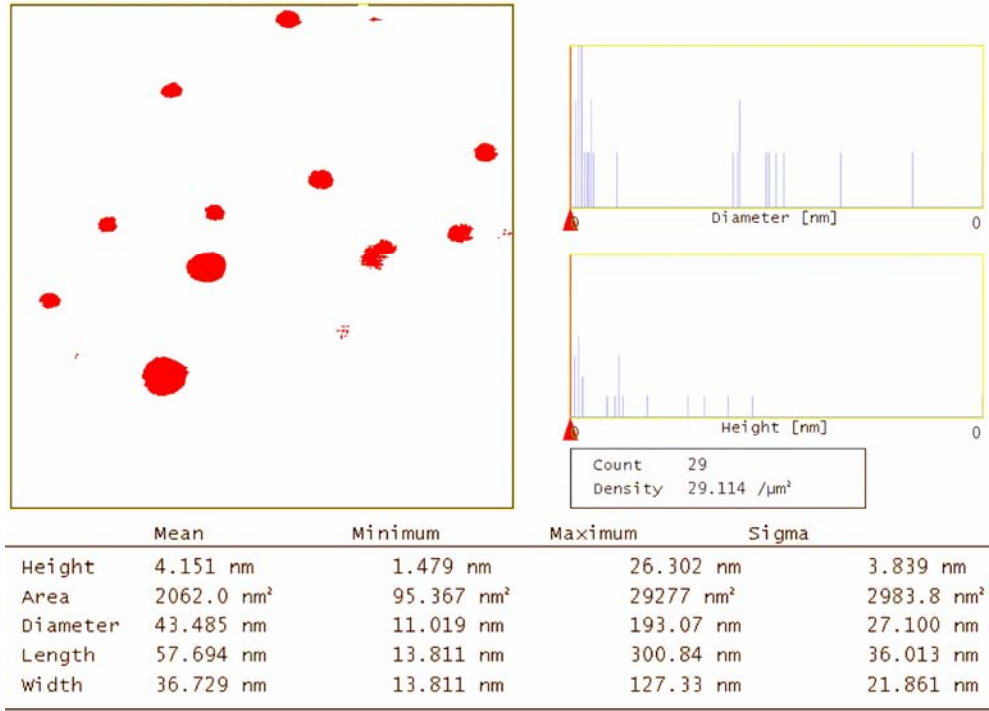 Diameter [nm]
0 0
Height [nm]
0 0
Count 29
Density 29.114 /µm²
Mean Minimum Maximum Sigma
Height 4.151 nm 1.479 nm 26.302 nm 3.839 nm
Area 2062.0 nm² 95.367 nm² 29277 nm² 2983.8 nm²
Diameter 43.485 nm 11.019 nm 193.07 nm 27.100 nm
Length 57.694 nm 13.811 nm 300.84 nm 36.013 nm
Width 36.729 nm 13.811 nm 127.33 nm 21.861 nm